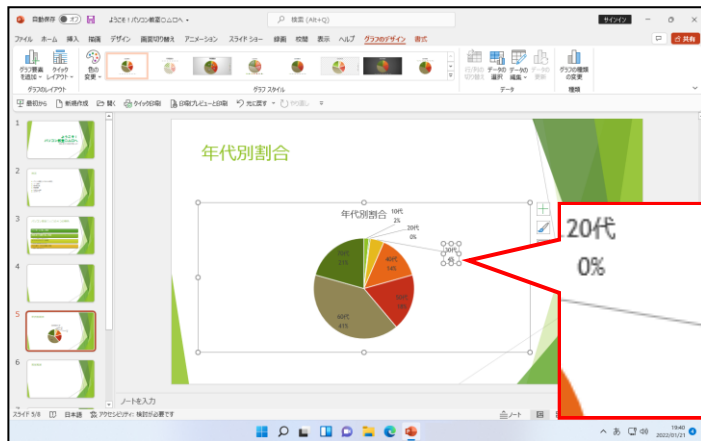 自動保存 オフ ようこそ！パソコン教室〇△□へ 検索 (Alt+Q) サインイン
ファイル ホーム 挿入 描画 デザイン 画面切り替え アニメーション スライド ショー 録画 校閲 表示 ヘルプ グラフのデザイン 書式 共有
グラフ要素を追加 クイックレイアウト 色の変更 行/列の切り替え データの選択 データの編集 データの更新 グラフの種類の変更
グラフのレイアウト グラフ スタイル データ 種類
最初から 新規作成 開く クイック印刷 印刷プレビューと印刷 元に戻す やり直し
1
2
3
4
5
6
年代別割合
年代別割合
10代
2%
20代
0%
30代
40代
14%
60代
41%
20代
0%
ノートを入力
スライド 5/8 日本語 アクセシビリティ: 検討が必要です ノート
あ 19:40
2022/01/21